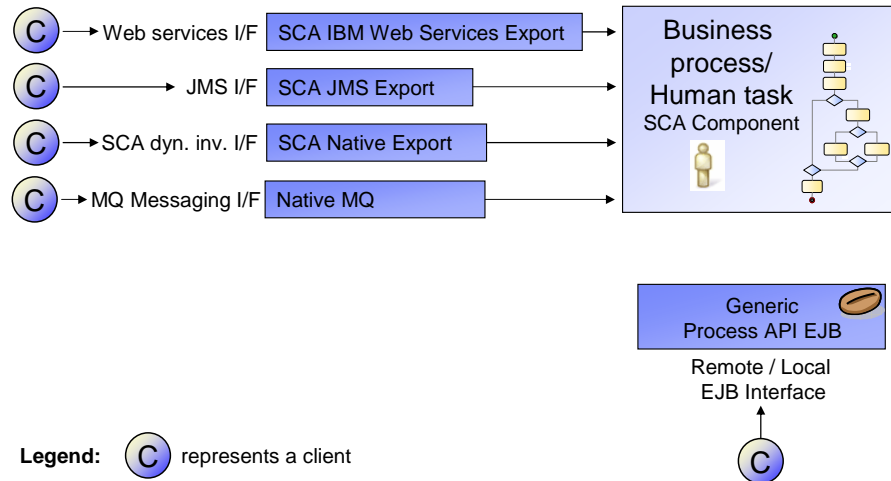 C Web services I/F SCA IBM Web Services Export
C JMS I/F SCA JMS Export
C SCA dyn. inv. I/F SCA Native Export
C MQ Messaging I/F Native MQ
Business
process/
Human task
SCA Component
Generic
Process API EJB
Remote / Local
EJB Interface
C
Legend: C represents a client